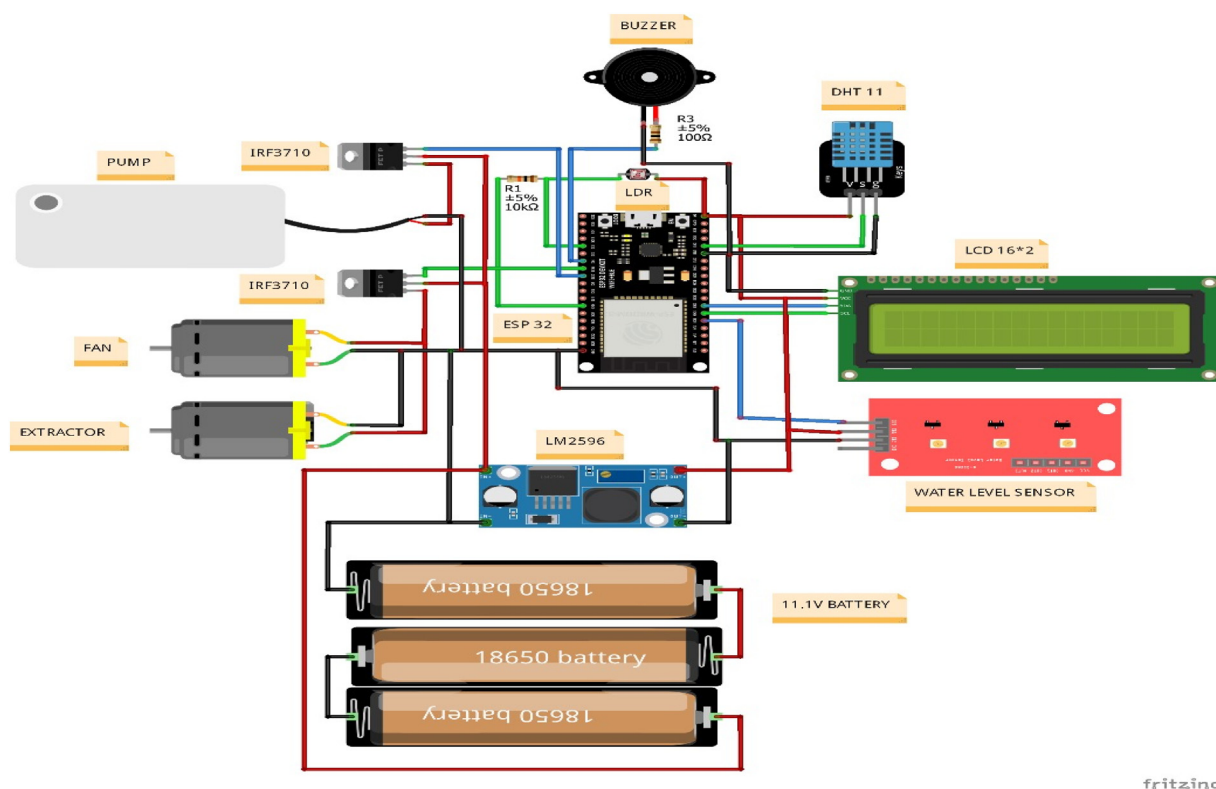 BUZZER
DHT 11
R3
±5%
100Ω
IRF3710
PUMP
LDR
R1
±5%
10kΩ
LCD 16*2
IRF3710
ESP 32
FAN
EXTRACTOR
LM2596
WATER LEVEL SENSOR
18650 battery
11.1V BATTERY
18650 battery
18650 battery
fritzing